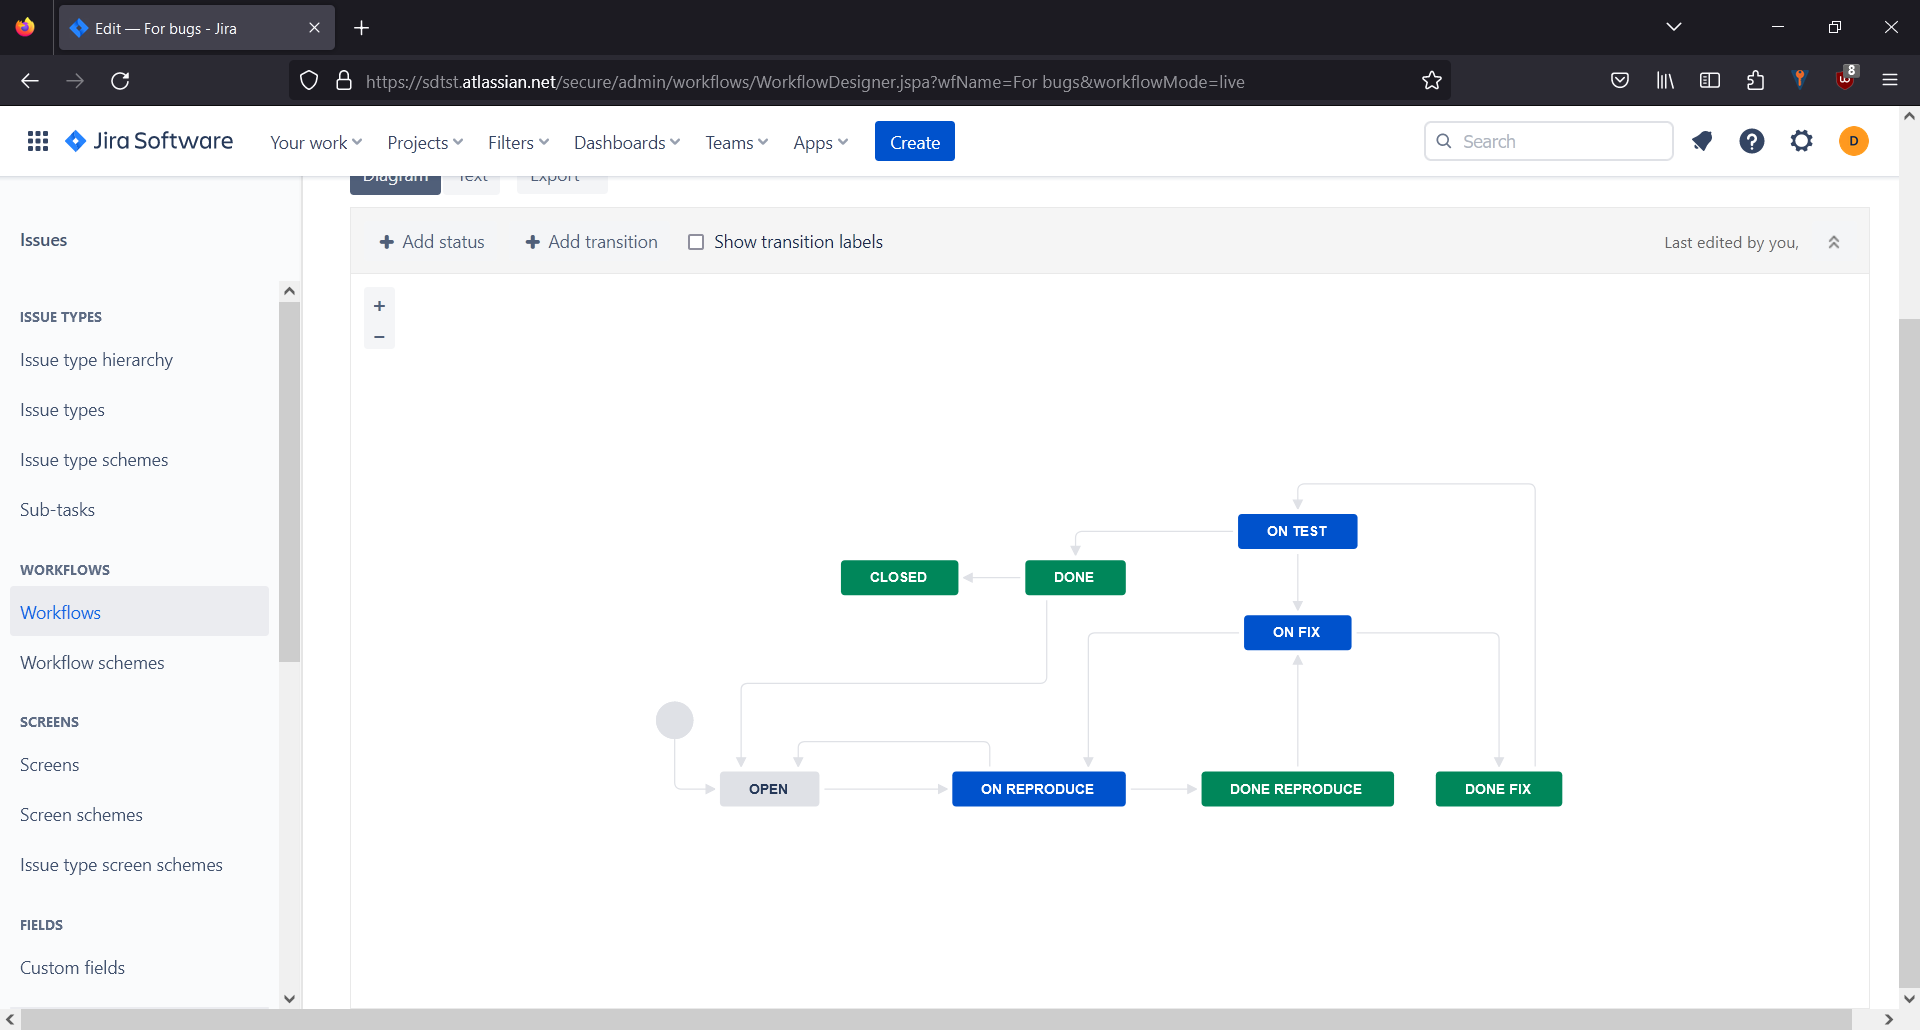 Edit — For bugs - Jira
https://sdtst.atlassian.net/secure/admin/workflows/WorkflowDesigner.jspa?wfName=For bugs&workflowMode=live
8
Jira Software
Your work
Projects
Filters
Dashboards
Teams
Apps
Create
Search
D
Diagram
Text
Export
Issues
+ Add status
+ Add transition
Show transition labels
Last edited by you,
ISSUE TYPES
Issue type hierarchy
Issue types
Issue type schemes
Sub-tasks
WORKFLOWS
Workflows
Workflow schemes
SCREENS
Screens
Screen schemes
Issue type screen schemes
FIELDS
Custom fields
+
−
ON TEST
CLOSED
DONE
ON FIX
OPEN
ON REPRODUCE
DONE REPRODUCE
DONE FIX